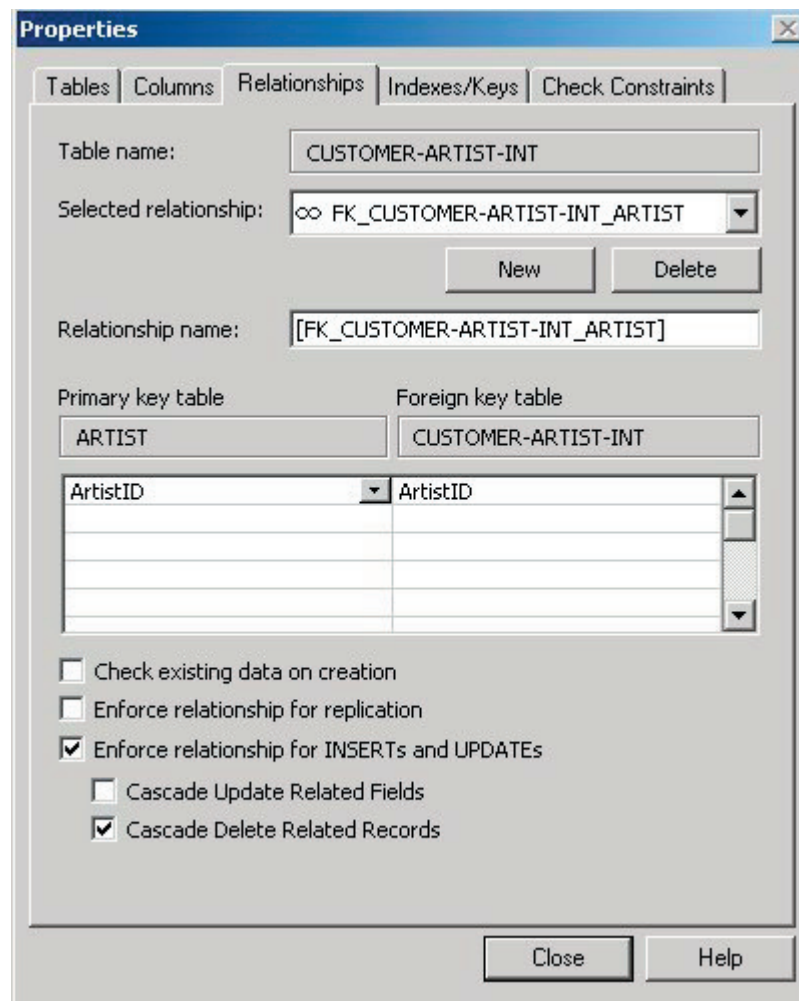 Properties
Tables Columns Relationships Indexes/Keys Check Constraints
Table name: CUSTOMER-ARTIST-INT
Selected relationship: ∞ FK_CUSTOMER-ARTIST-INT_ARTIST
New Delete
Relationship name: [FK_CUSTOMER-ARTIST-INT_ARTIST]
Primary key table Foreign key table
ARTIST CUSTOMER-ARTIST-INT
ArtistID ArtistID
Check existing data on creation
Enforce relationship for replication
Enforce relationship for INSERTs and UPDATEs
Cascade Update Related Fields
Cascade Delete Related Records
Close Help